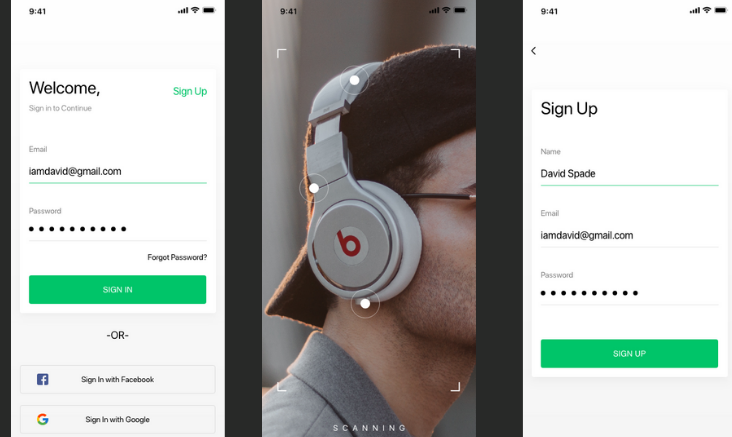 9:41
Welcome,
Sign Up
Sign in to Continue
Email
iamdavid@gmail.com
Password
Forgot Password?
SIGN IN
-OR-
Sign In with Facebook
Sign In with Google
9:41
b
SCANNING
9:41
Sign Up
Name
David Spade
Email
iamdavid@gmail.com
Password
SIGN UP